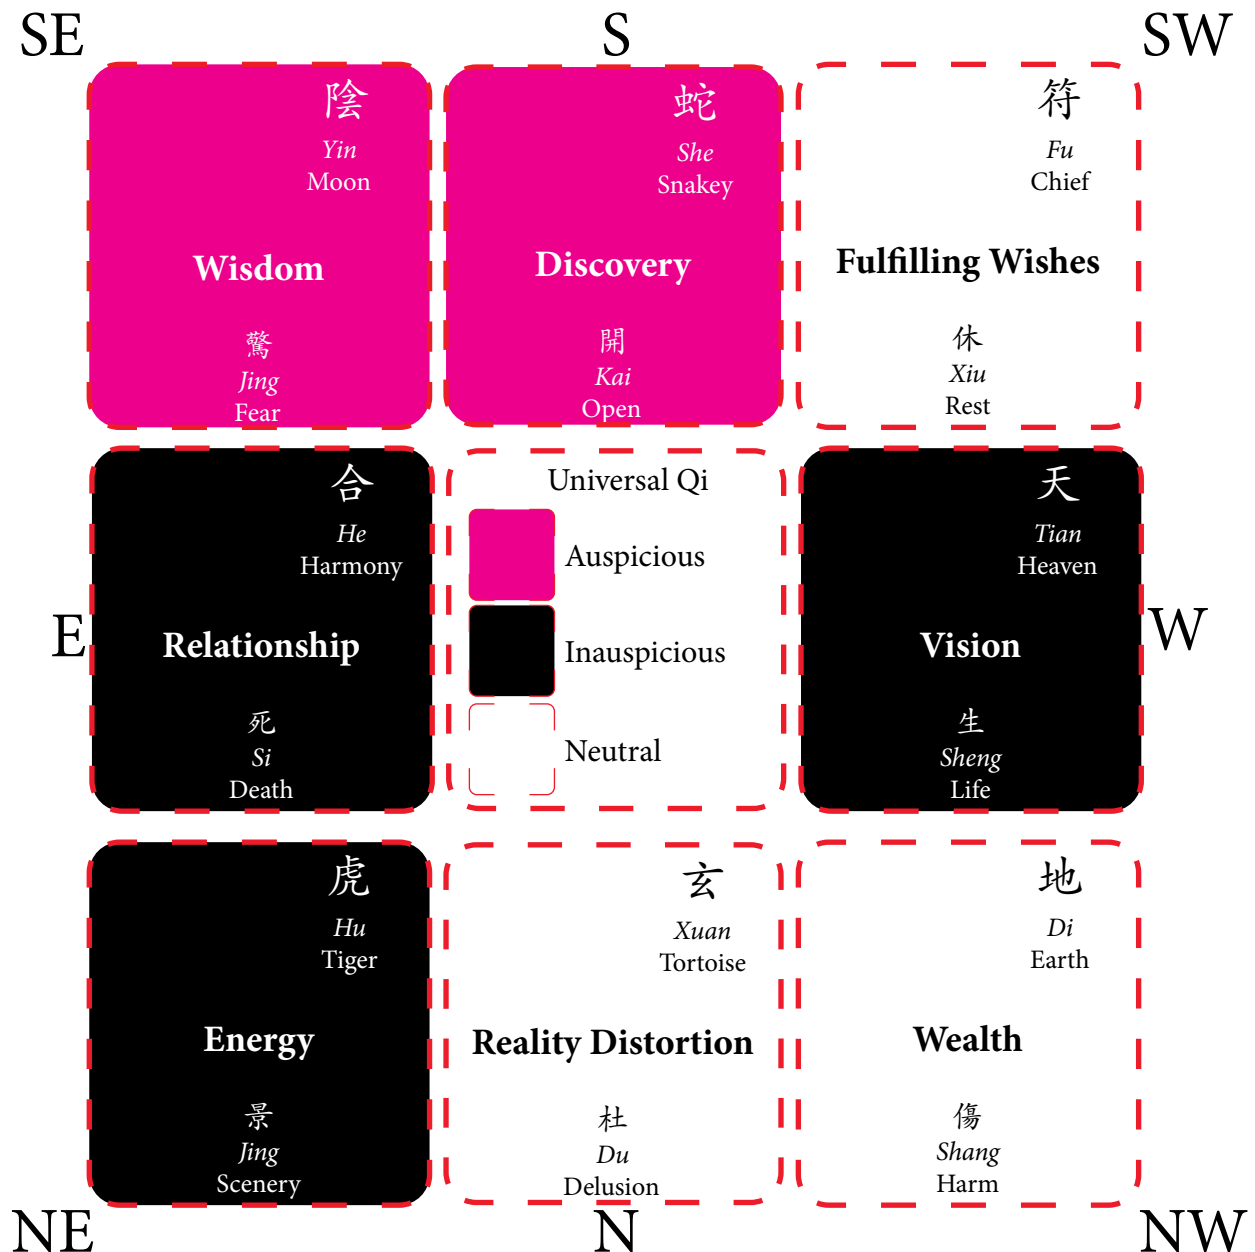 SE
S
SW
陰
Yin
Moon
Wisdom
驚
Jing
Fear
蛇
She
Snakey
Discovery
開
Kai
Open
符
Fu
Chief
Fulfilling Wishes
休
Xiu
Rest
E
合
He
Harmony
Relationship
死
Si
Death
Universal Qi
Auspicious
Inauspicious
Neutral
天
Tian
Heaven
Vision
生
Sheng
Life
W
虎
Hu
Tiger
Energy
景
Jing
Scenery
玄
Xuan
Tortoise
Reality Distortion
杜
Du
Delusion
地
Di
Earth
Wealth
傷
Shang
Harm
NE
N
NW